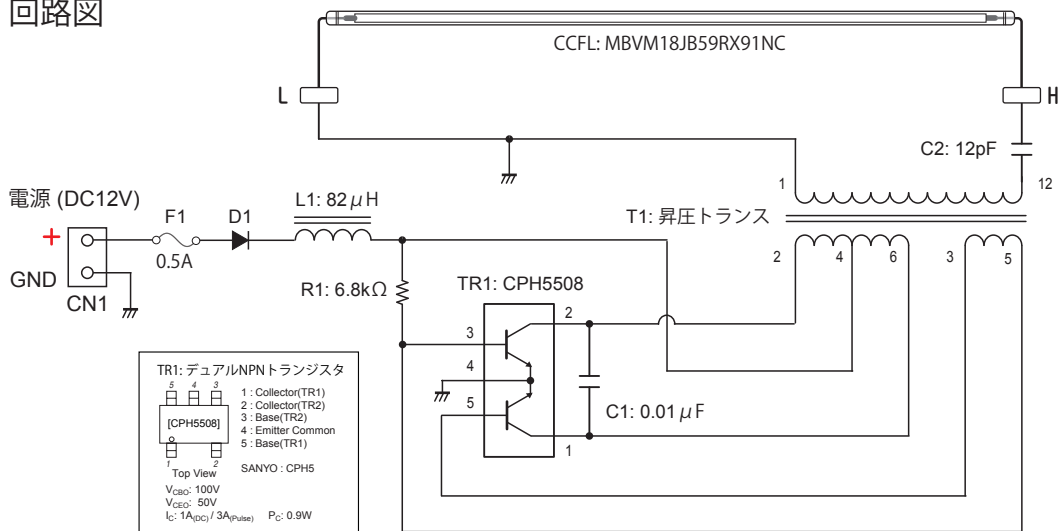 回路図
CCFL: MBVM18JB59RX91NC
L
H
C2: 12pF
1
12
電源 (DC12V)
F1
D1
L1: 82μH
T1: 昇圧トランス
+
0.5A
2
4
6
3
5
GND
CN1
R1: 6.8kΩ
TR1: CPH5508
2
3
4
5
1
C1: 0.01μF
TR1: デュアルNPNトランジスタ
5 4 3
[CPH5508]
1 2
Top View
1 : Collector(TR1)
2 : Collector(TR2)
3 : Base(TR2)
4 : Emitter Common
5 : Base(TR1)
SANYO : CPH5
VCBO: 100V
VCEO: 50V
IC: 1A(DC) / 3A(Pulse) PC: 0.9W